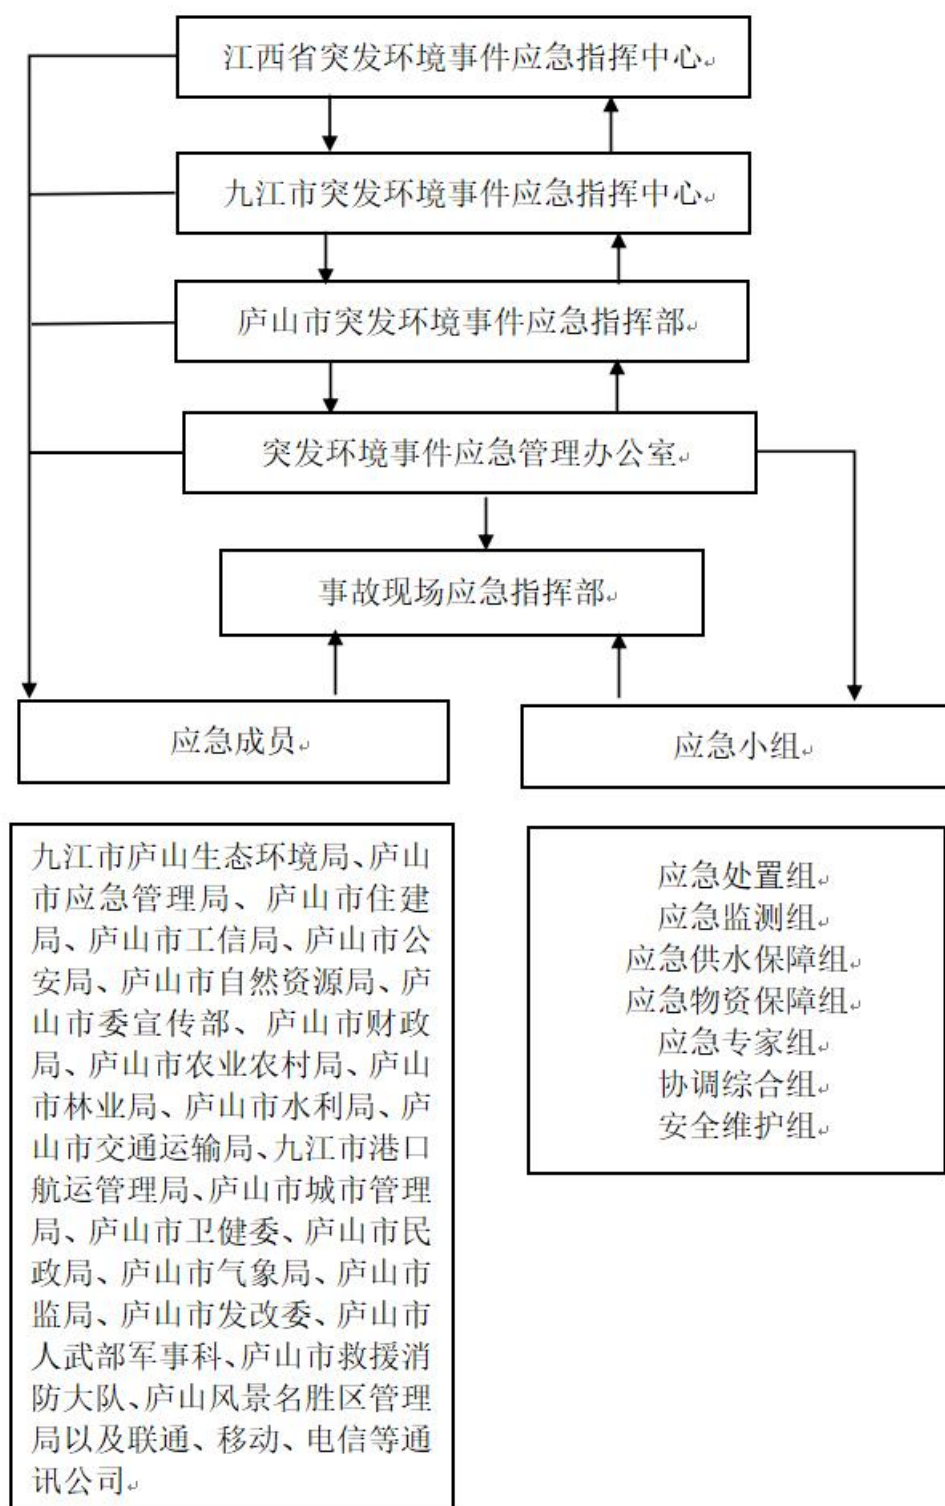 江西省突发环境事件应急指挥中心
九江市突发环境事件应急指挥中心
庐山市突发环境事件应急指挥部
突发环境事件应急管理办公室
事故现场应急指挥部
应急成员
应急小组
九江市庐山生态环境局、庐山
市应急管理局、庐山市住建
局、庐山市工信局、庐山市公
安局、庐山市自然资源局、庐
山市委宣传部、庐山市财政
局、庐山市农业农村局、庐山
市林业局、庐山市水利局、庐
山市交通运输局、九江市港口
航运管理局、庐山市城市管理
局、庐山市卫健委、庐山市民
政局、庐山市气象局、庐山市
监局、庐山市发改委、庐山市
人武部军事科、庐山市救援消
防大队、庐山风景名胜区管理
局以及联通、移动、电信等通
讯公司
应急处置组
应急监测组
应急供水保障组
应急物资保障组
应急专家组
协调综合组
安全维护组